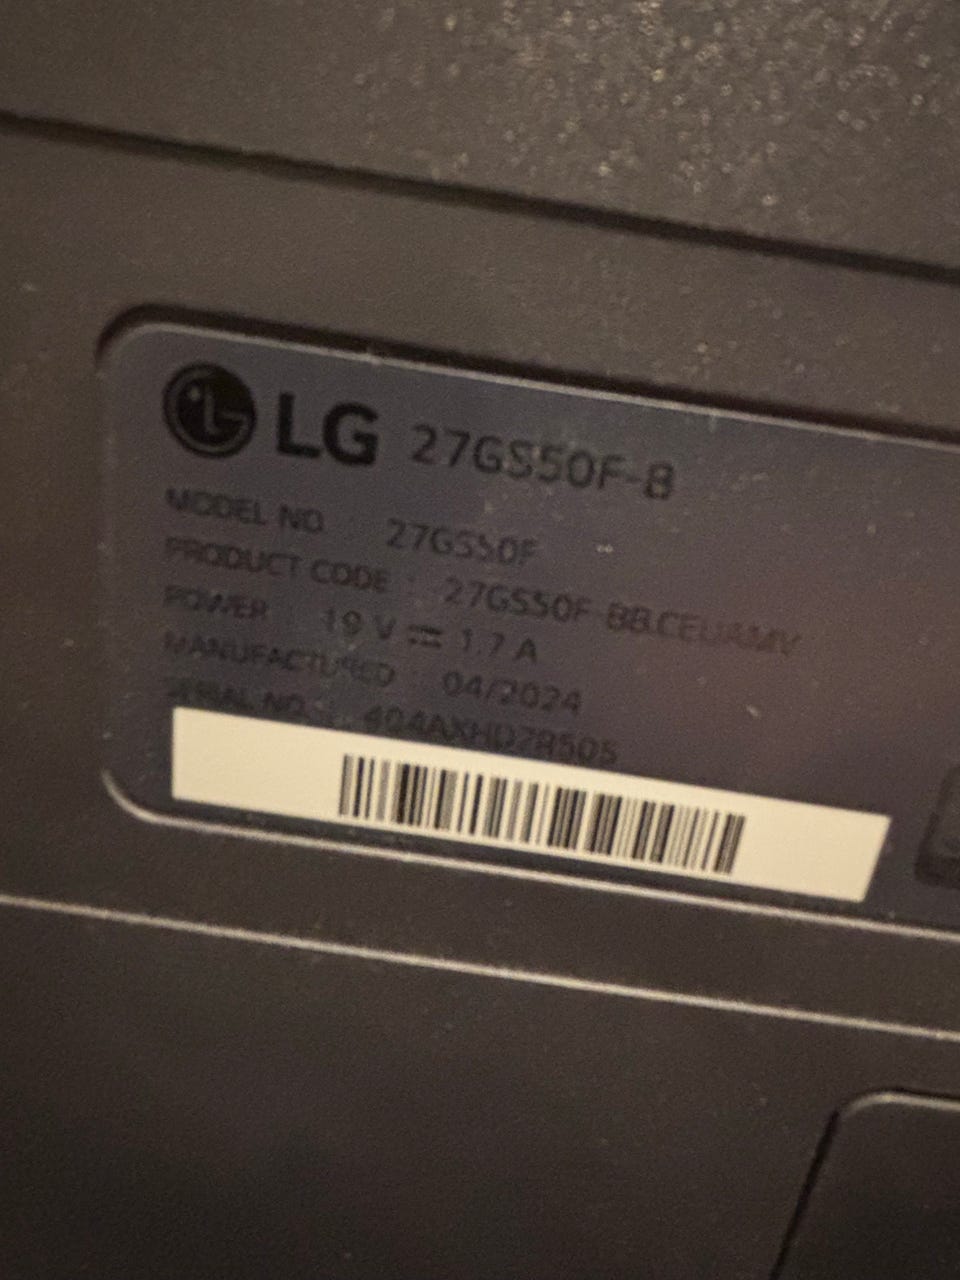 LG 27GS50F-B
MODEL NO. 27GS50F
PRODUCT CODE : 27GS50F-BB.CEUAMV
POWER 19 V ⎓ 1.7 A
MANUFACTURED : 04/2024
SERIAL NO.